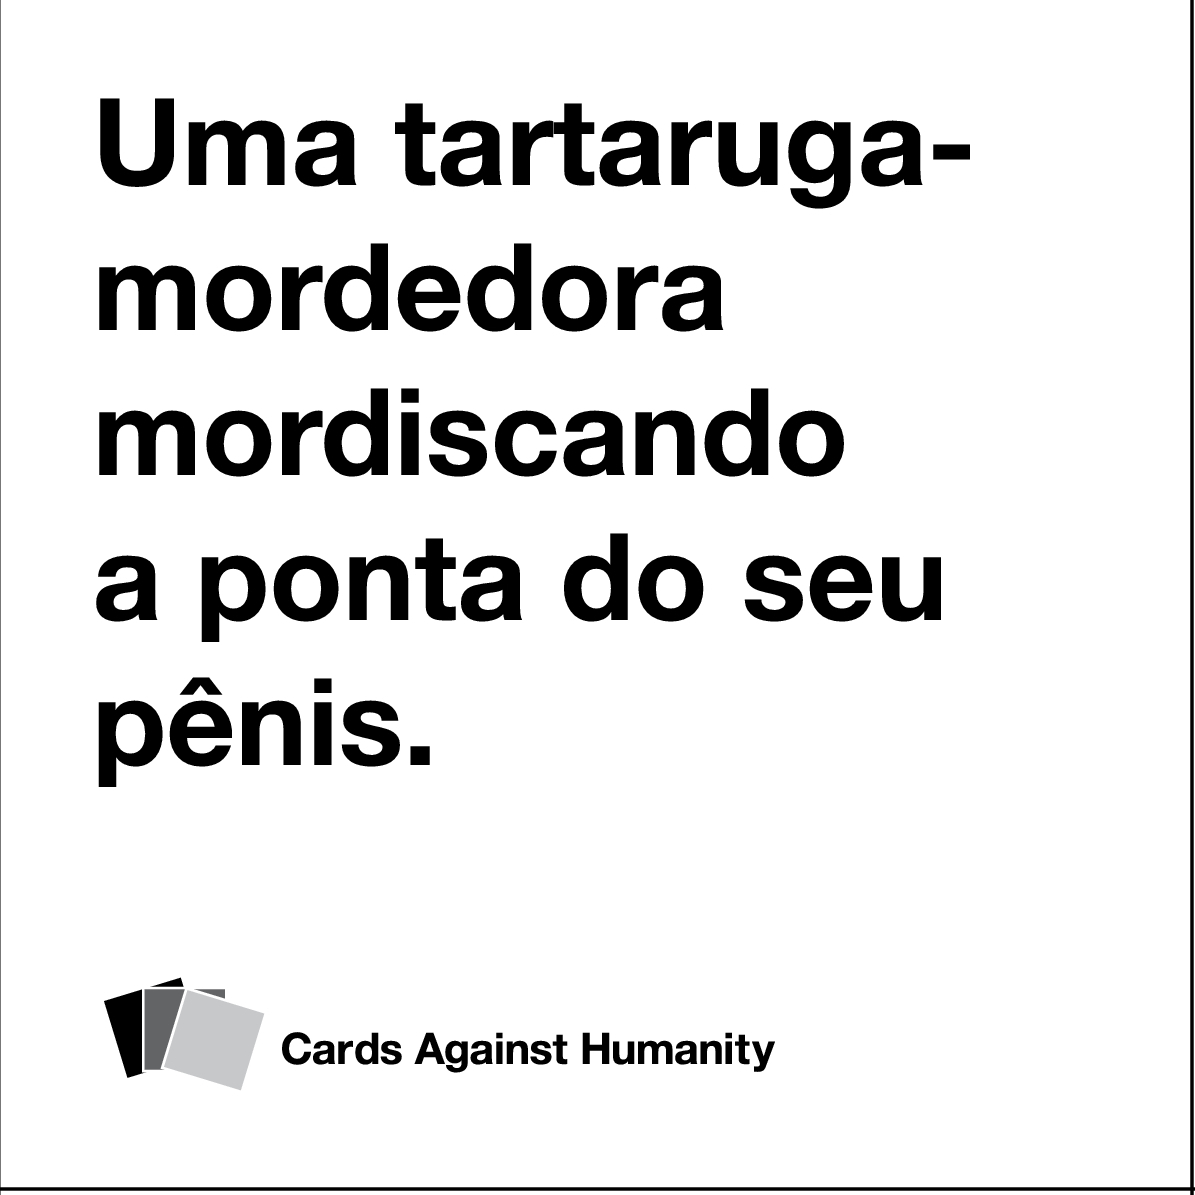 Uma tartaruga-
mordedora
mordiscando
a ponta do seu
pênis.
Cards Against Humanity